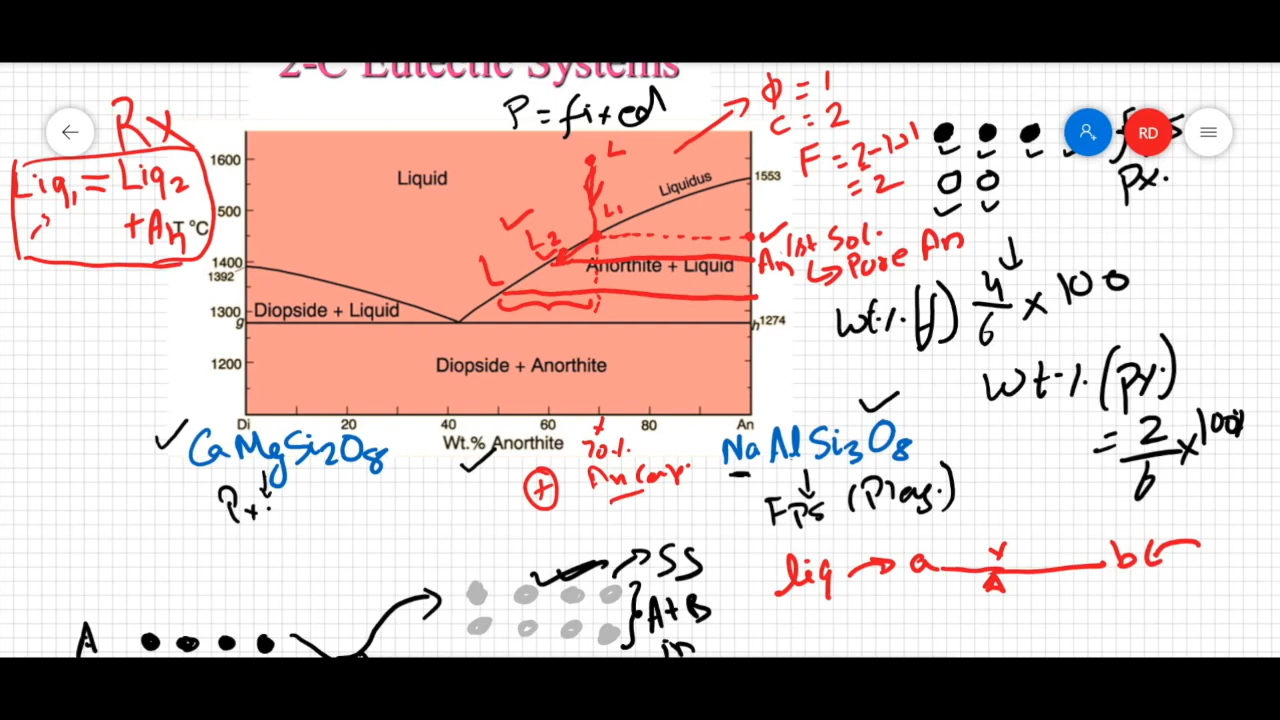 2-C Eutectic Systems
P = fixed
Rx
Liq1 = Liq2
+ An
T °C
1600
500
1400
1392
1300
1200
g
h
1553
1274
Liquid
Liquidus
L
L1
L2
L
Anorthite + Liquid
Diopside + Liquid
Diopside + Anorthite
Di 20 40 60 80 An
Wt.% Anorthite
70%
An Comp.
+
CaMgSi2O8
Px.
NaAlSi3O8
Fps (Plag.)
ϕ = 1
C = 2
F = 2-1+1
= 2
1st Sol.
An ↳ Pure An
RD
Px.
Wt.% (f) 4/6 x 100
Wt.% (Px.)
= 2/6 x 100%
liq → a x b
SS
A+B
in
A